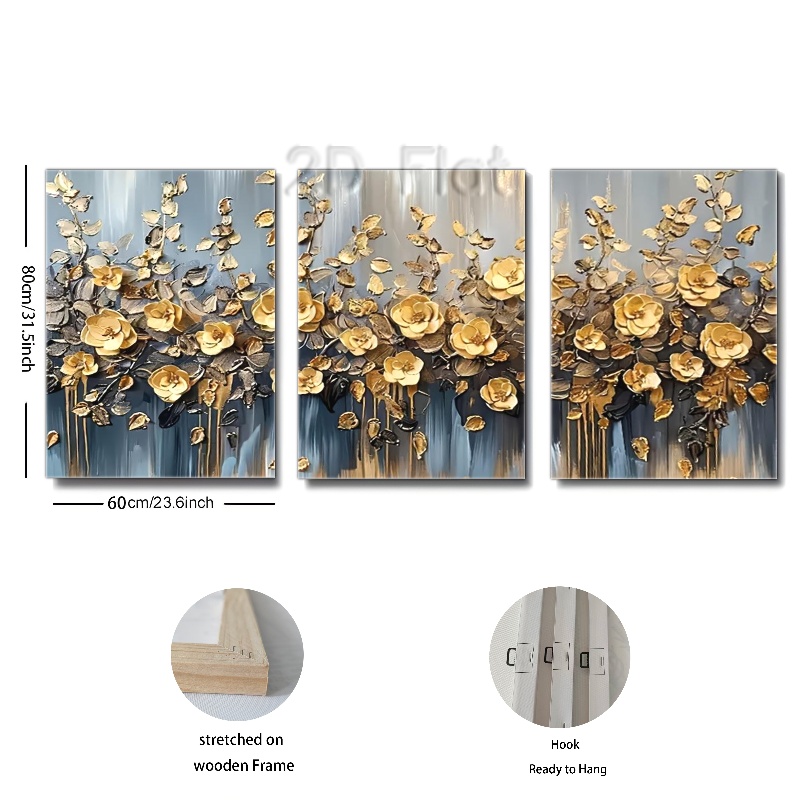 2D Flat
80cm/31.5inch
60cm/23.6inch
stretched on
wooden Frame
Hook
Ready to Hang